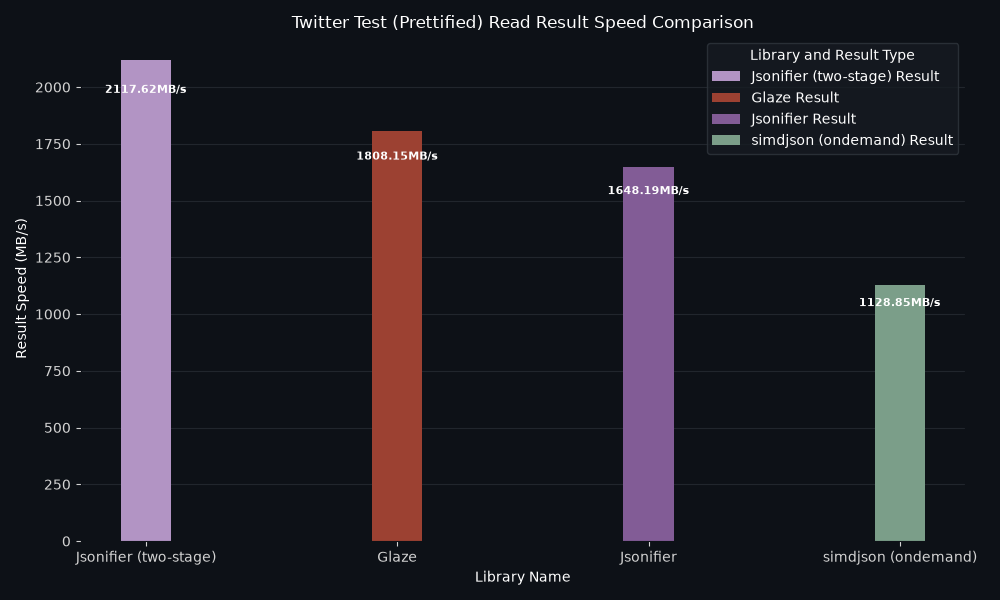 Twitter Test (Prettified) Read Result Speed Comparison
Library and Result Type
Jsonifier (two-stage) Result
Glaze Result
Jsonifier Result
simdjson (ondemand) Result
Result Speed (MB/s)
2000
1750
1500
1250
1000
750
500
250
0
2117.62MB/s
1808.15MB/s
1648.19MB/s
1128.85MB/s
Jsonifier (two-stage)
Glaze
Jsonifier
simdjson (ondemand)
Library Name